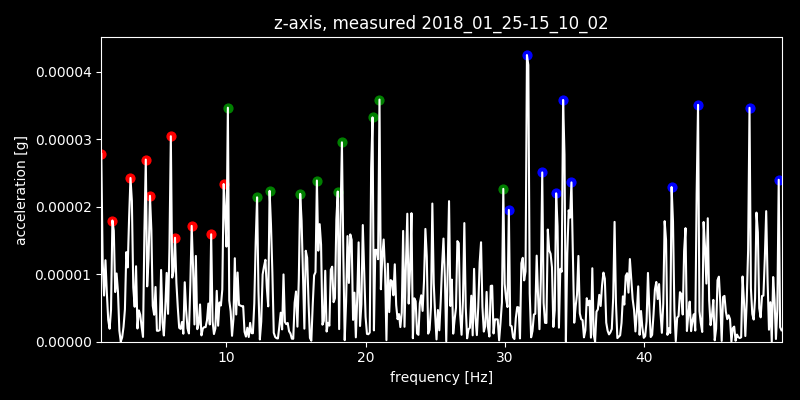 z-axis, measured 2018_01_25-15_10_02
acceleration [g]
0.00004
0.00003
0.00002
0.00001
0.00000
10 20 30 40
frequency [Hz]